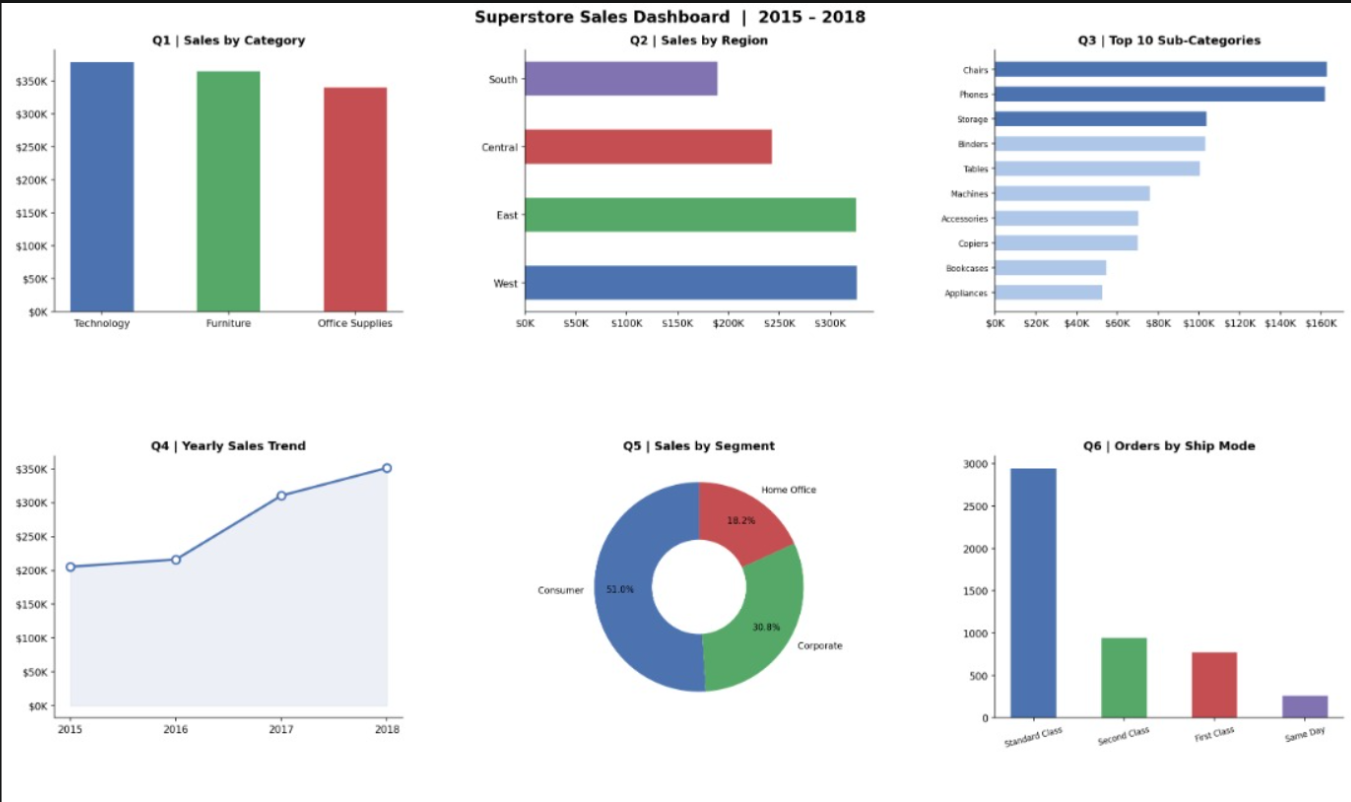 Superstore Sales Dashboard | 2015 – 2018
Q1 | Sales by Category
$350K
$300K
$250K
$200K
$150K
$100K
$50K
$0K
Technology Furniture Office Supplies
Q2 | Sales by Region
South
Central
East
West
$0K $50K $100K $150K $200K $250K $300K
Q3 | Top 10 Sub-Categories
Chairs
Phones
Storage
Binders
Tables
Machines
Accessories
Copiers
Bookcases
Appliances
$0K $20K $40K $60K $80K $100K $120K $140K $160K
Q4 | Yearly Sales Trend
$350K
$300K
$250K
$200K
$150K
$100K
$50K
$0K
2015 2016 2017 2018
Q5 | Sales by Segment
Home Office
18.2%
Consumer 51.0%
30.8%
Corporate
Q6 | Orders by Ship Mode
3000
2500
2000
1500
1000
500
0
Standard Class Second Class First Class Same Day